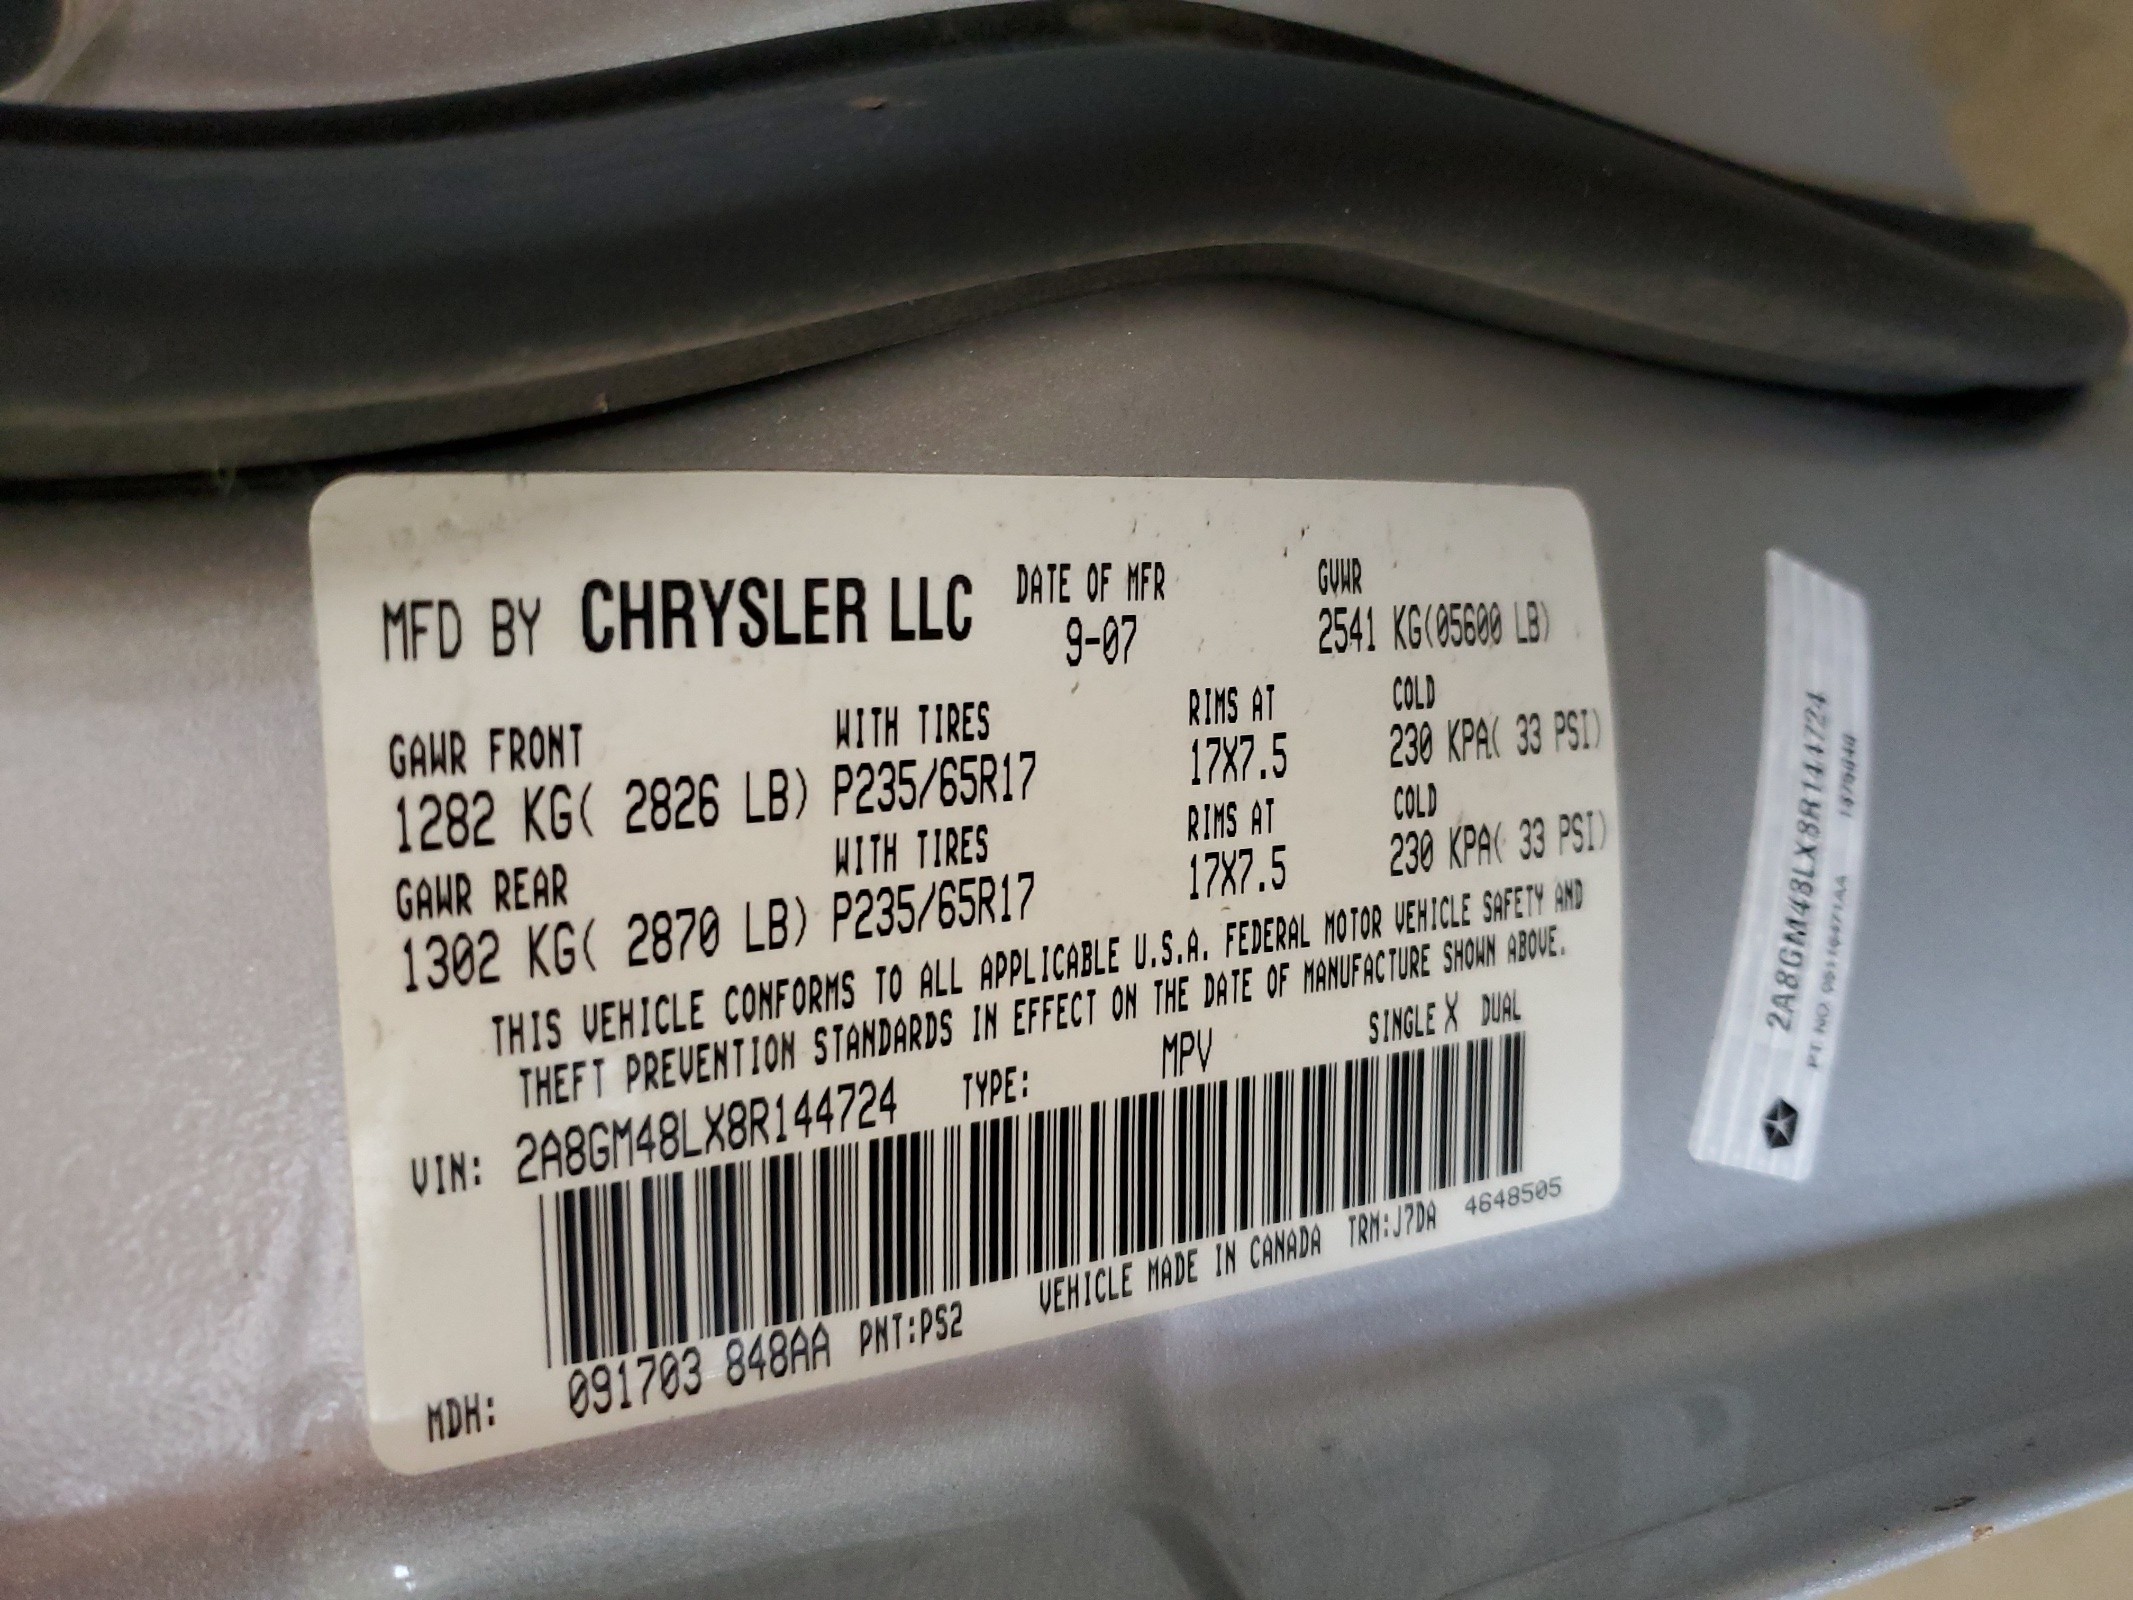 MFD BY CHRYSLER LLC DATE OF MFR GVWR
9-07 2541 KG(05600 LB)
GAWR FRONT WITH TIRES RIMS AT COLD
1282 KG( 2826 LB) P235/65R17 17X7.5 230 KPA( 33 PSI)
GAWR REAR WITH TIRES RIMS AT COLD
1302 KG( 2870 LB) P235/65R17 17X7.5 230 KPA( 33 PSI)
THIS VEHICLE CONFORMS TO ALL APPLICABLE U.S.A. FEDERAL MOTOR VEHICLE SAFETY AND
THEFT PREVENTION STANDARDS IN EFFECT ON THE DATE OF MANUFACTURE SHOWN ABOVE.
VIN: 2A8GM48LX8R144724 TYPE: MPV SINGLE X DUAL
MDH: 091703 848AA PNT:PS2 VEHICLE MADE IN CANADA TRM:J7DA 4648505
2A8GM48LX8R144724
PT. NO.